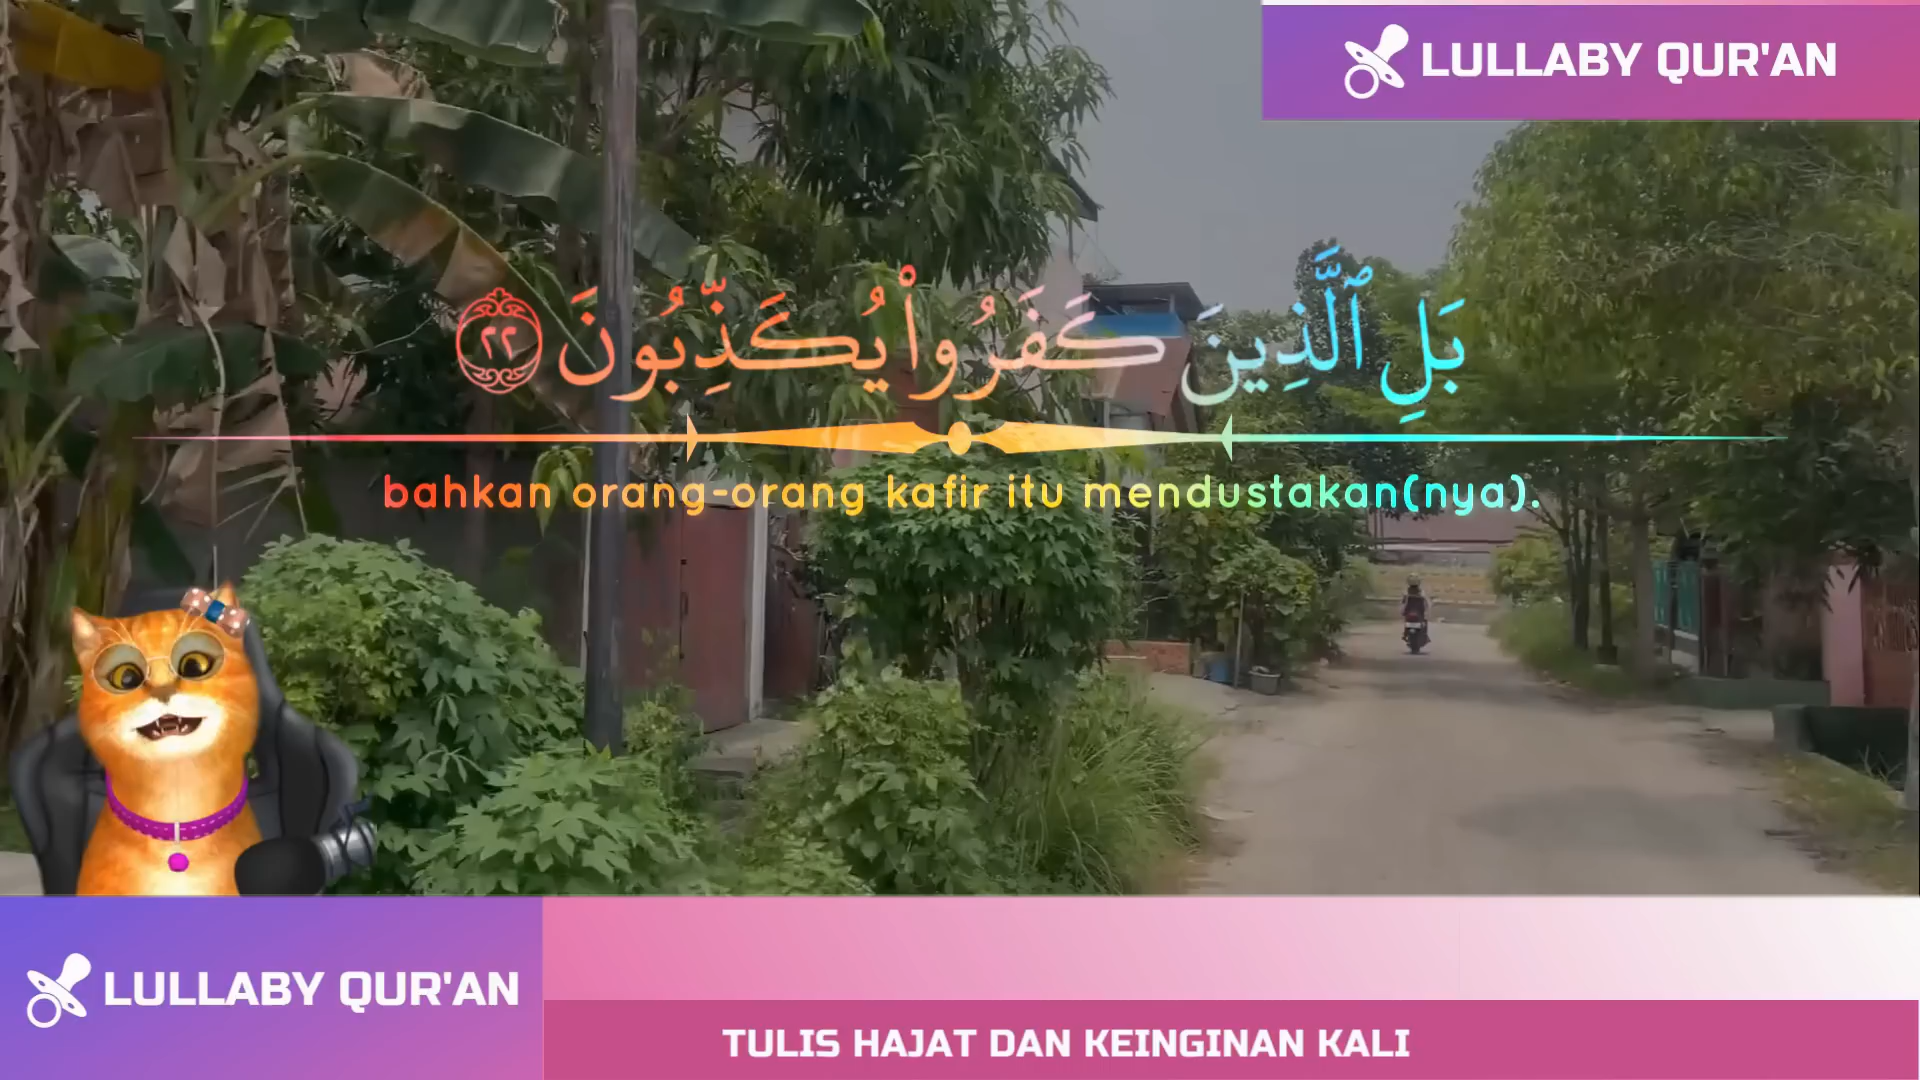 LULLABY QUR'AN
بَلِ ٱلَّذِينَ كَفَرُوا۟ يُكَذِّبُونَ ٢٢
bahkan orang-orang kafir itu mendustakan(nya).
LULLABY QUR'AN
TULIS HAJAT DAN KEINGINAN KALI